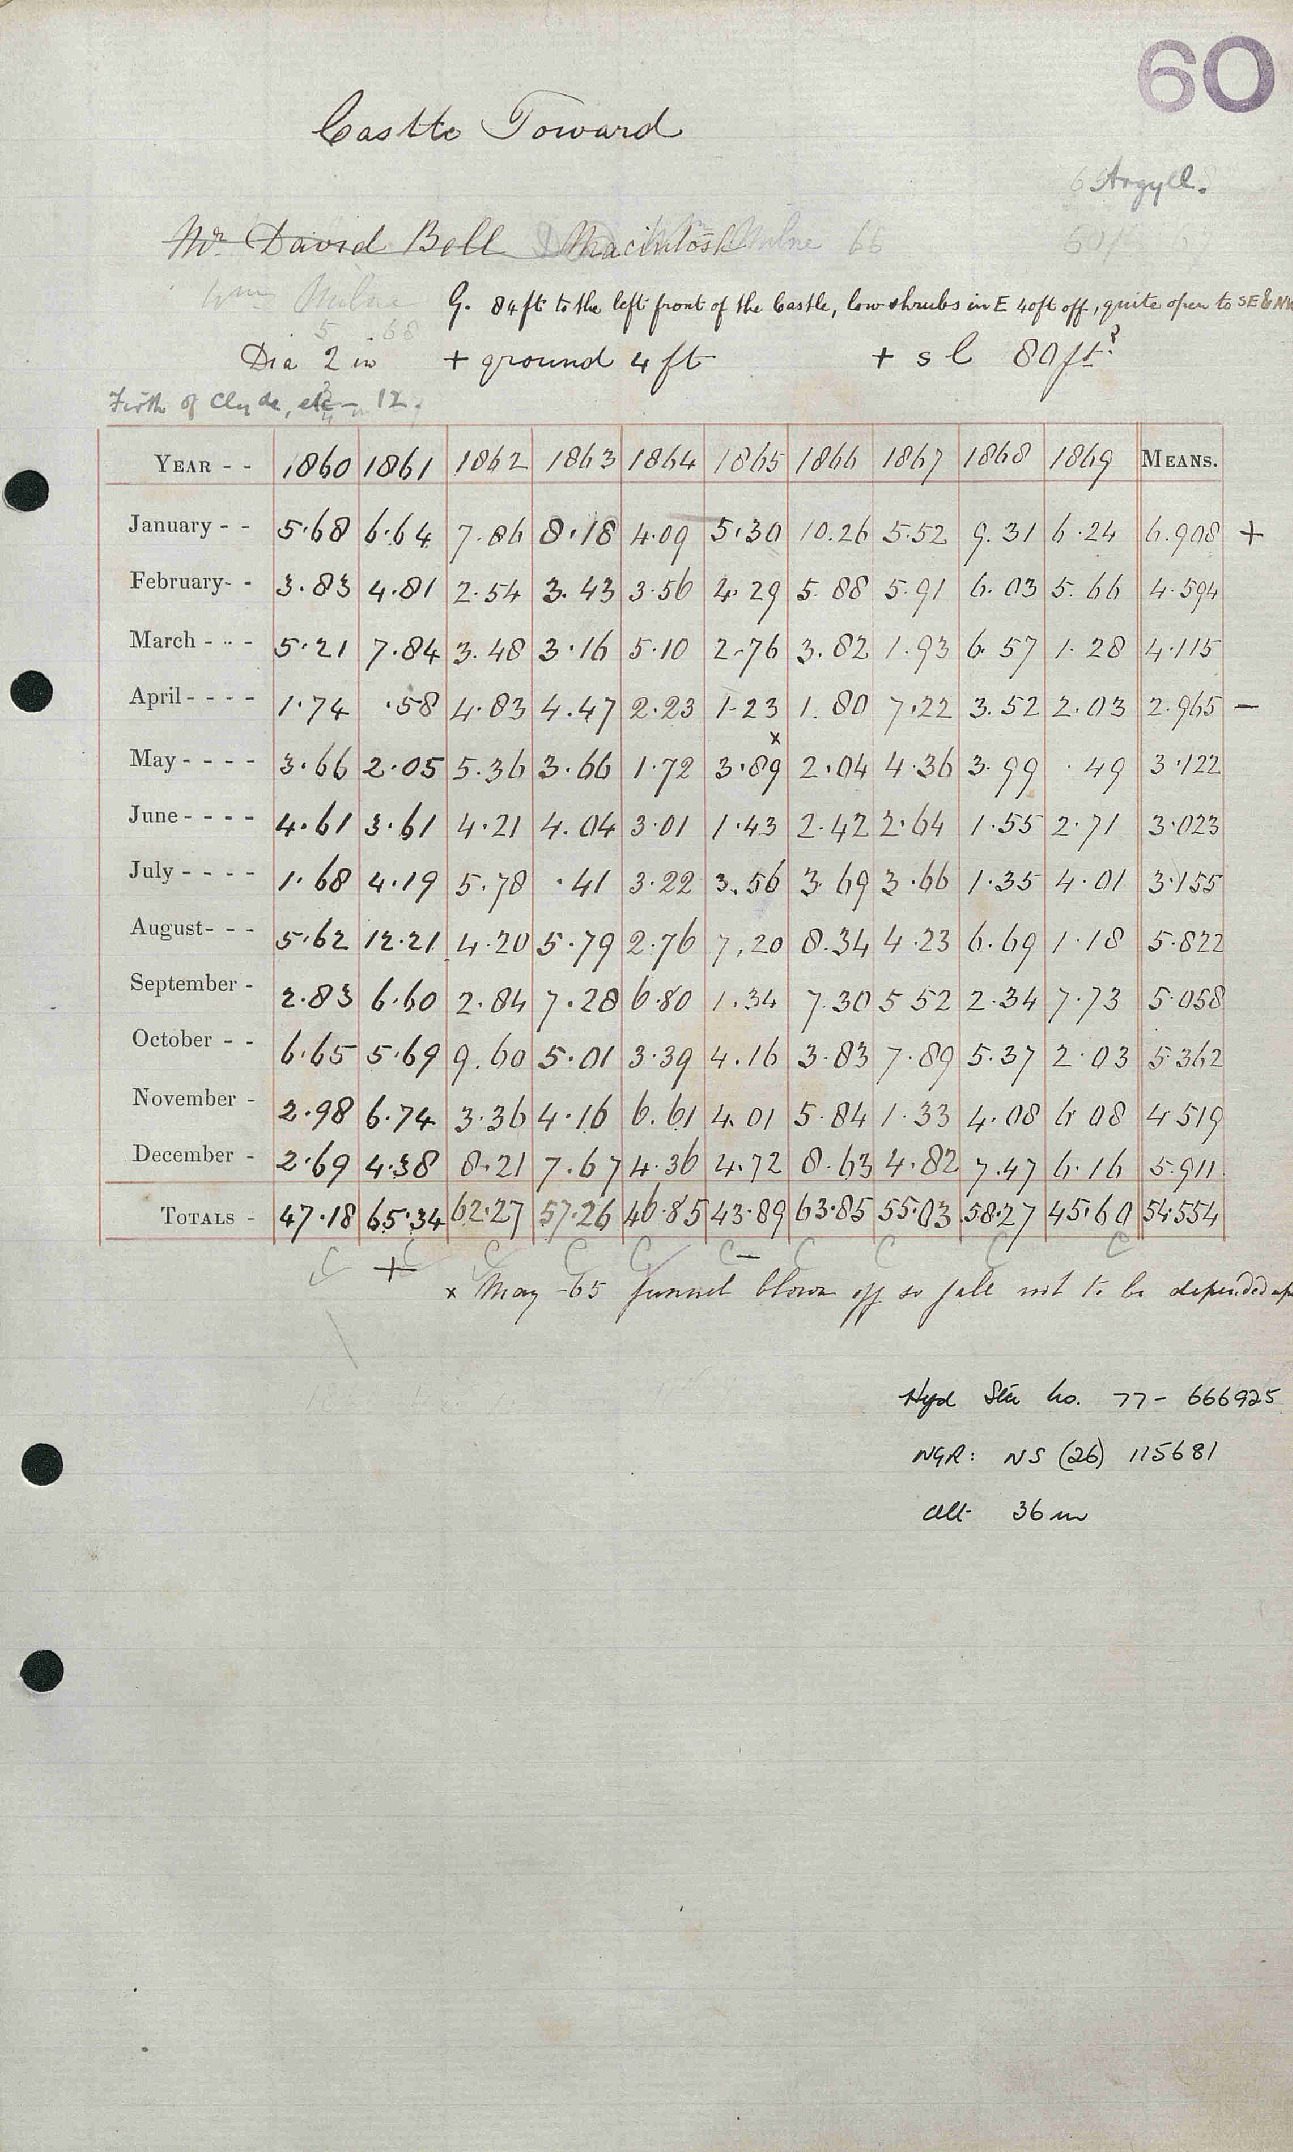 60
Castle Toward
Argyll.
Mr. David Bell Macintosh Milne 66
Wm Milne G. 84ft to the left front of the Castle, low shrubs in E 40ft off, quite open to SE & NW
5 68
Dia 2 in + ground 4 ft + s l 80ft?
Firth of Clyde, etc - 12.
YEAR - - 1860 1861 1862 1863 1864 1865 1866 1867 1868 1869 MEANS.
January - - 5.68 6.64 7.86 8.18 4.09 5.30 10.26 5.52 9.31 6.24 6.908 +
February- - 3.83 4.81 2.54 3.43 3.56 4.29 5.88 5.91 6.03 5.66 4.594
March - - - 5.21 7.84 3.48 3.16 5.10 2.76 3.82 1.93 6.57 1.28 4.115
April - - - - 1.74 .58 4.83 4.47 2.23 1.23 1.80 7.22 3.52 2.03 2.965 —
x
May - - - - 3.66 2.05 5.36 3.66 1.72 3.89 2.04 4.36 3.99 .49 3.122
June - - - - 4.61 3.61 4.21 4.04 3.01 1.43 2.42 2.64 1.55 2.71 3.023
July - - - - 1.68 4.19 5.78 .41 3.22 3.56 3.69 3.66 1.35 4.01 3.155
August- - - 5.62 12.21 4.20 5.79 2.76 7.20 8.34 4.23 6.69 1.18 5.822
September - 2.83 6.60 2.84 7.28 6.80 1.34 7.30 5.52 2.34 7.73 5.058
October - - 6.65 5.69 9.60 5.01 3.39 4.16 3.83 7.89 5.37 2.03 5.362
November - 2.98 6.74 3.36 4.16 6.61 4.01 5.84 1.33 4.08 6.08 4.519
December - 2.69 4.38 8.21 7.67 4.36 4.72 8.63 4.82 7.47 6.16 5.911
TOTALS - 47.18 65.34 62.27 57.26 46.85 43.89 63.85 55.03 58.27 45.60 54.554
C + C C C C C — C C C C
x May -65 funnel blown off so fall not to be depended upon
Hyd Stn No. 77 - 666925
NGR: NS (26) 115681
alt 36 m